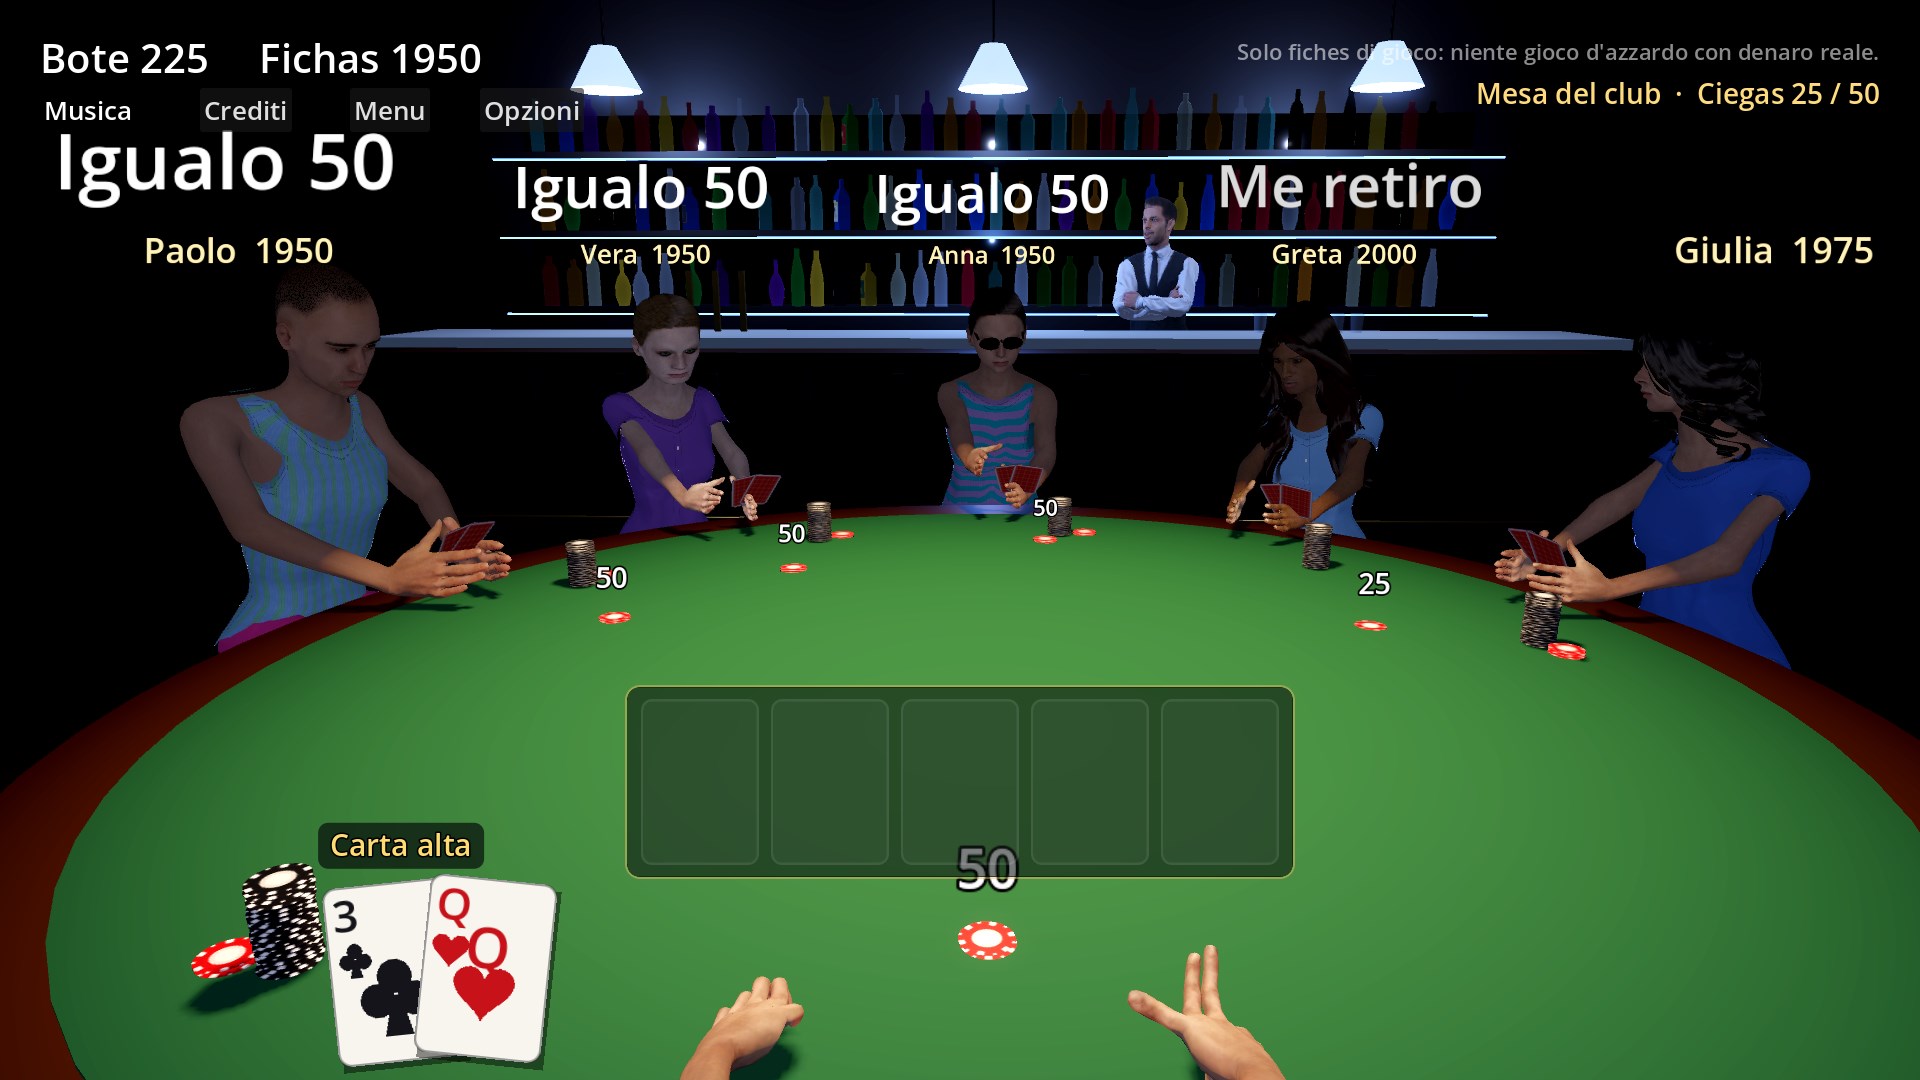 Bote 225 Fichas 1950
Solo fiches di gioco: niente gioco d'azzardo con denaro reale.
Mesa del club · Ciegas 25 / 50
Musica Crediti Menu Opzioni
Igualo 50
Igualo 50
Igualo 50
Me retiro
Paolo 1950
Vera 1950
Anna 1950
Greta 2000
Giulia 1975
50
50
50
25
50
Carta alta
3
Q
Q